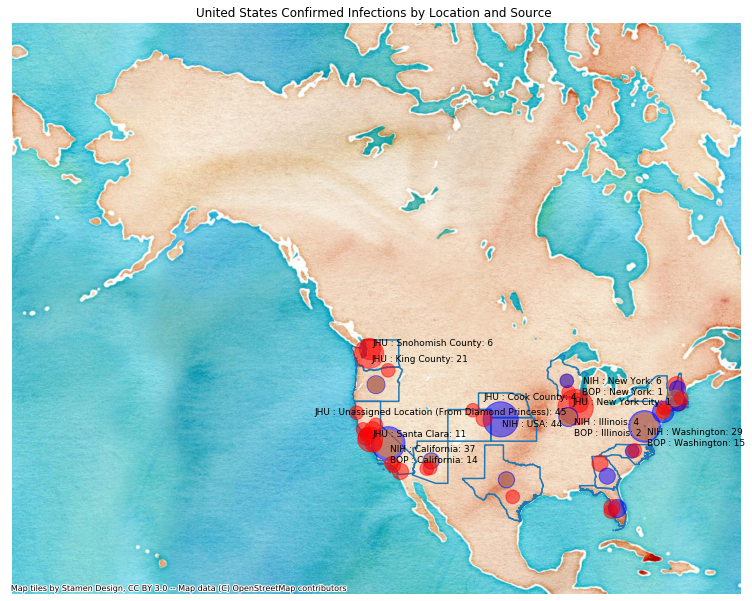 United States Confirmed Infections by Location and Source
JHU : Snohomish County: 6
JHU : King County: 21
NIH : New York: 6
BOP : New York: 1
JHU : Cook County: 4
JHU : New York City: 1
JHU : Unassigned Location (From Diamond Princess): 45
NIH : USA: 44
NIH : Illinois: 4
BOP : Illinois: 2
NIH : Washington: 29
BOP : Washington: 15
JHU : Santa Clara: 11
NIH : California: 37
BOP : California: 14
Map tiles by Stamen Design, CC BY 3.0 -- Map data (C) OpenStreetMap contributors